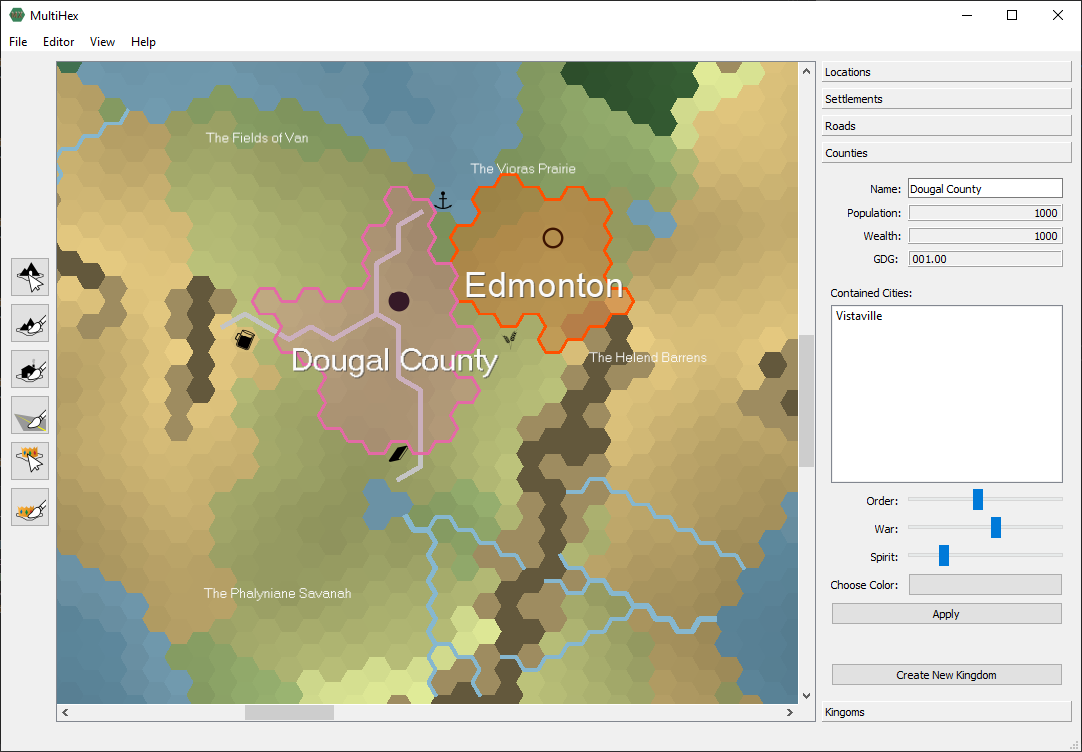 MultiHex
File Editor View Help
The Fields of Van
The Vioras Prairie
Edmonton
Dougal County
The Helend Barrens
The Phalyniane Savanah
Locations
Settlements
Roads
Counties
Name: Dougal County
Population: 1000
Wealth: 1000
GDG: 001.00
Contained Cities:
Vistaville
Order:
War:
Spirit:
Choose Color:
Apply
Create New Kingdom
Kingoms